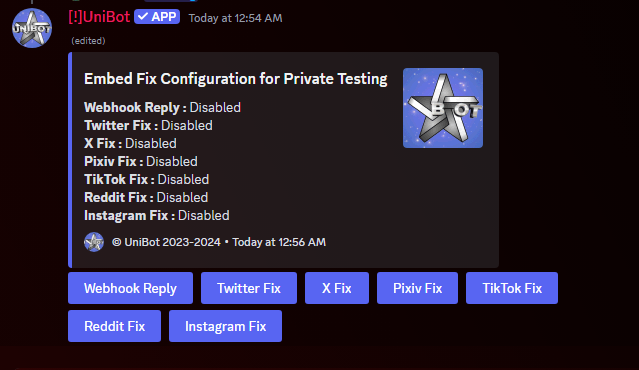 [!]UniBot ✓ APP Today at 12:54 AM
UNIBOT
(edited)
Embed Fix Configuration for Private Testing
Webhook Reply : Disabled
Twitter Fix : Disabled
X Fix : Disabled
Pixiv Fix : Disabled
TikTok Fix : Disabled
Reddit Fix : Disabled
Instagram Fix : Disabled
© UniBot 2023-2024 • Today at 12:56 AM
Webhook Reply Twitter Fix X Fix Pixiv Fix TikTok Fix
Reddit Fix Instagram Fix